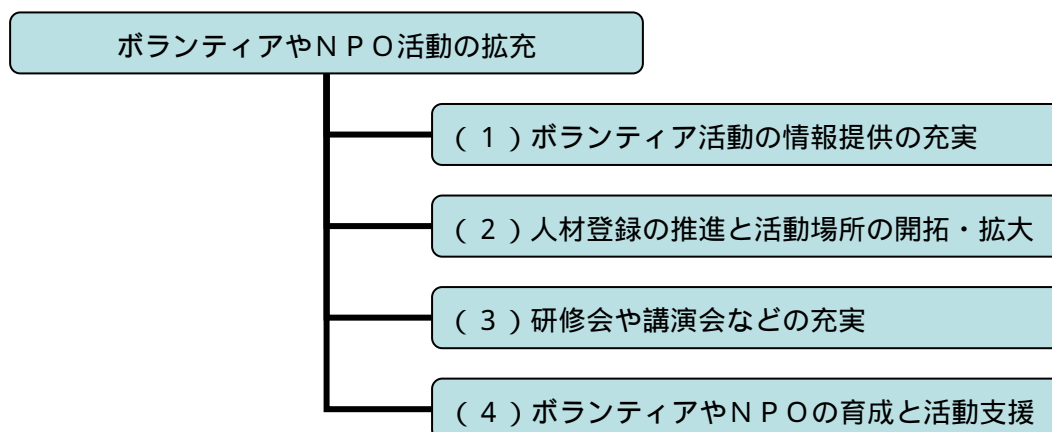 ボランティアやNPO活動の拡充
(1)ボランティア活動の情報提供の充実
(2)人材登録の推進と活動場所の開拓・拡大
(3)研修会や講演会などの充実
(4)ボランティアやNPOの育成と活動支援